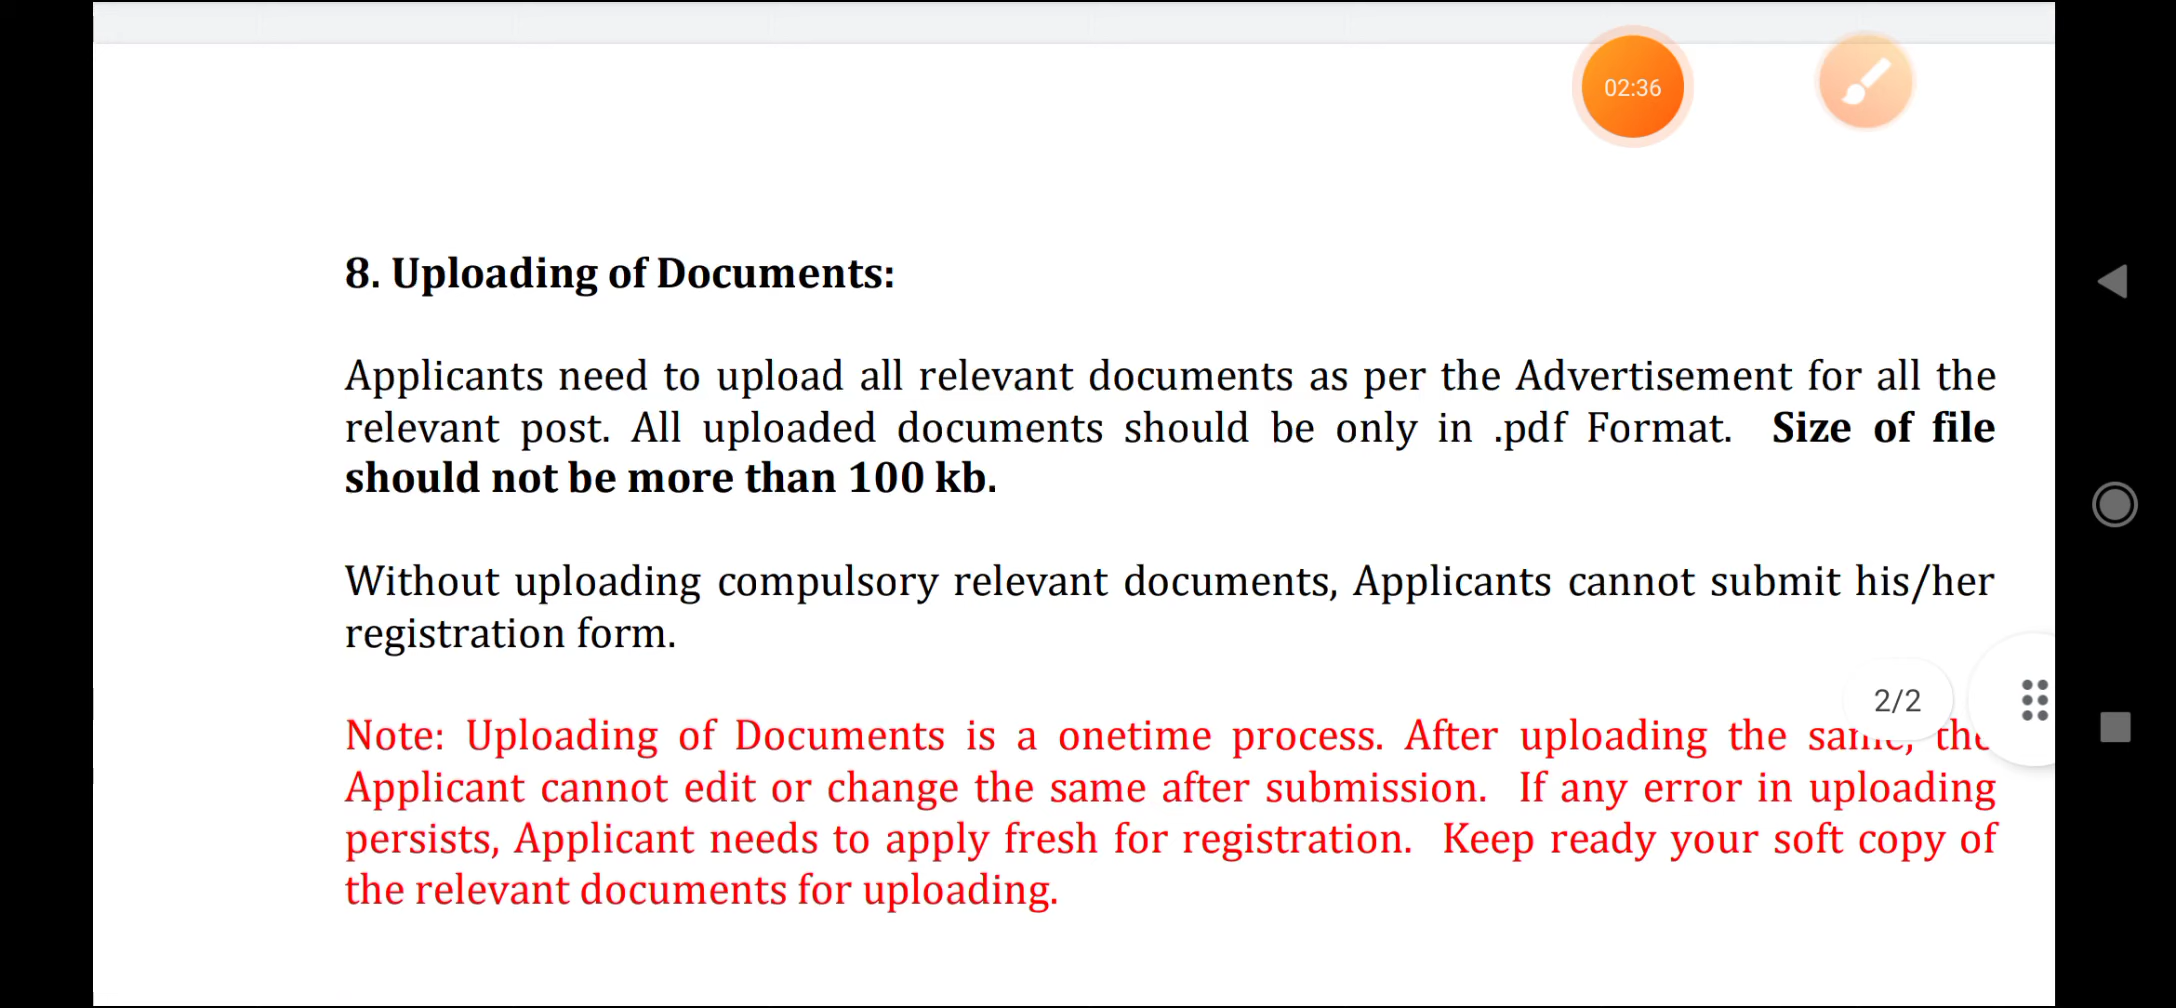 02:36
8. Uploading of Documents:
Applicants need to upload all relevant documents as per the Advertisement for all the
relevant post. All uploaded documents should be only in .pdf Format. Size of file
should not be more than 100 kb.
Without uploading compulsory relevant documents, Applicants cannot submit his/her
registration form.
2/2
Note: Uploading of Documents is a onetime process. After uploading the same, the
Applicant cannot edit or change the same after submission. If any error in uploading
persists, Applicant needs to apply fresh for registration. Keep ready your soft copy of
the relevant documents for uploading.